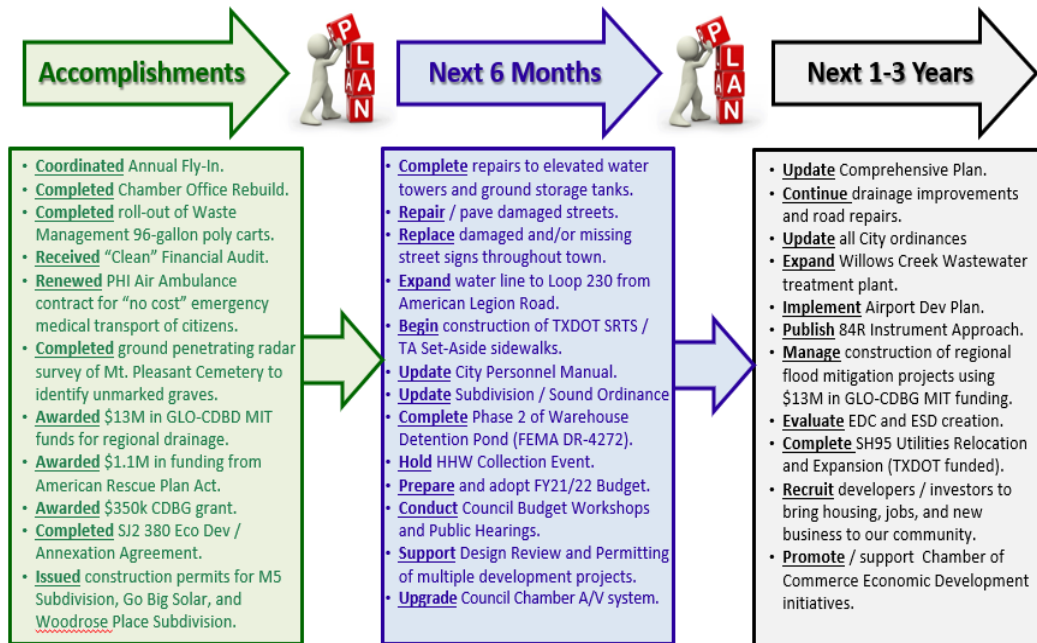 Accomplishments
PLAN
Next 6 Months
PLAN
Next 1-3 Years
• Coordinated Annual Fly-In.
• Completed Chamber Office Rebuild.
• Completed roll-out of Waste
Management 96-gallon poly carts.
• Received “Clean” Financial Audit.
• Renewed PHI Air Ambulance
contract for “no cost” emergency
medical transport of citizens.
• Completed ground penetrating radar
survey of Mt. Pleasant Cemetery to
identify unmarked graves.
• Awarded $13M in GLO-CDBD MIT
funds for regional drainage.
• Awarded $1.1M in funding from
American Rescue Plan Act.
• Awarded $350k CDBG grant.
• Completed SJ2 380 Eco Dev /
Annexation Agreement.
• Issued construction permits for M5
Subdivision, Go Big Solar, and
Woodrose Place Subdivision.
• Complete repairs to elevated water
towers and ground storage tanks.
• Repair / pave damaged streets.
• Replace damaged and/or missing
street signs throughout town.
• Expand water line to Loop 230 from
American Legion Road.
• Begin construction of TXDOT SRTS /
TA Set-Aside sidewalks.
• Update City Personnel Manual.
• Update Subdivision / Sound Ordinance
• Complete Phase 2 of Warehouse
Detention Pond (FEMA DR-4272).
• Hold HHW Collection Event.
• Prepare and adopt FY21/22 Budget.
• Conduct Council Budget Workshops
and Public Hearings.
• Support Design Review and Permitting
of multiple development projects.
• Upgrade Council Chamber A/V system.
• Update Comprehensive Plan.
• Continue drainage improvements
and road repairs.
• Update all City ordinances
• Expand Willows Creek Wastewater
treatment plant.
• Implement Airport Dev Plan.
• Publish 84R Instrument Approach.
• Manage construction of regional
flood mitigation projects using
$13M in GLO-CDBG MIT funding.
• Evaluate EDC and ESD creation.
• Complete SH95 Utilities Relocation
and Expansion (TXDOT funded).
• Recruit developers / investors to
bring housing, jobs, and new
business to our community.
• Promote / support Chamber of
Commerce Economic Development
initiatives.